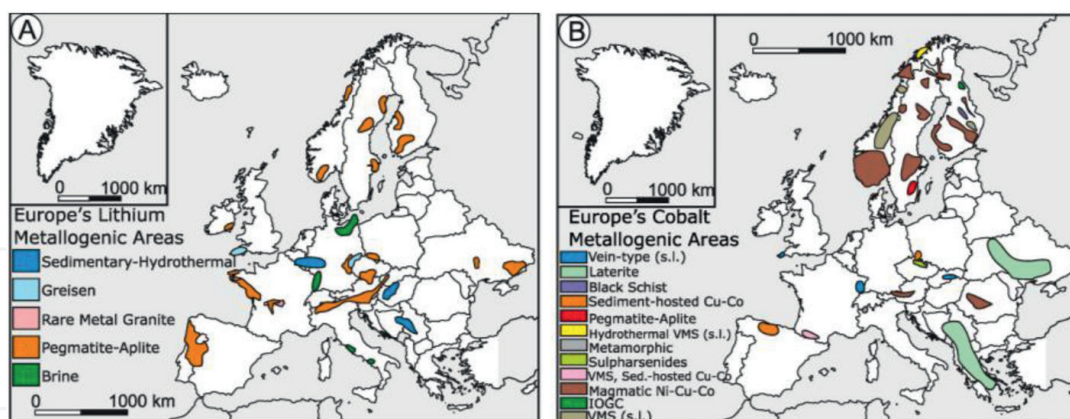 A
0 1000 km
Europe's Lithium
Metallogenic Areas
Sedimentary-Hydrothermal
Greisen
Rare Metal Granite
Pegmatite-Aplite
Brine
0 1000 km
B
0 1000 km
0 1000 km
Europe's Cobalt
Metallogenic Areas
Vein-type (s.l.)
Laterite
Black Schist
Sediment-hosted Cu-Co
Pegmatite-Aplite
Hydrothermal VMS (s.l.)
Metamorphic
Sulpharsenides
VMS, Sed.-hosted Cu-Co
Magmatic Ni-Cu-Co
IOGC
VMS (s.l.)